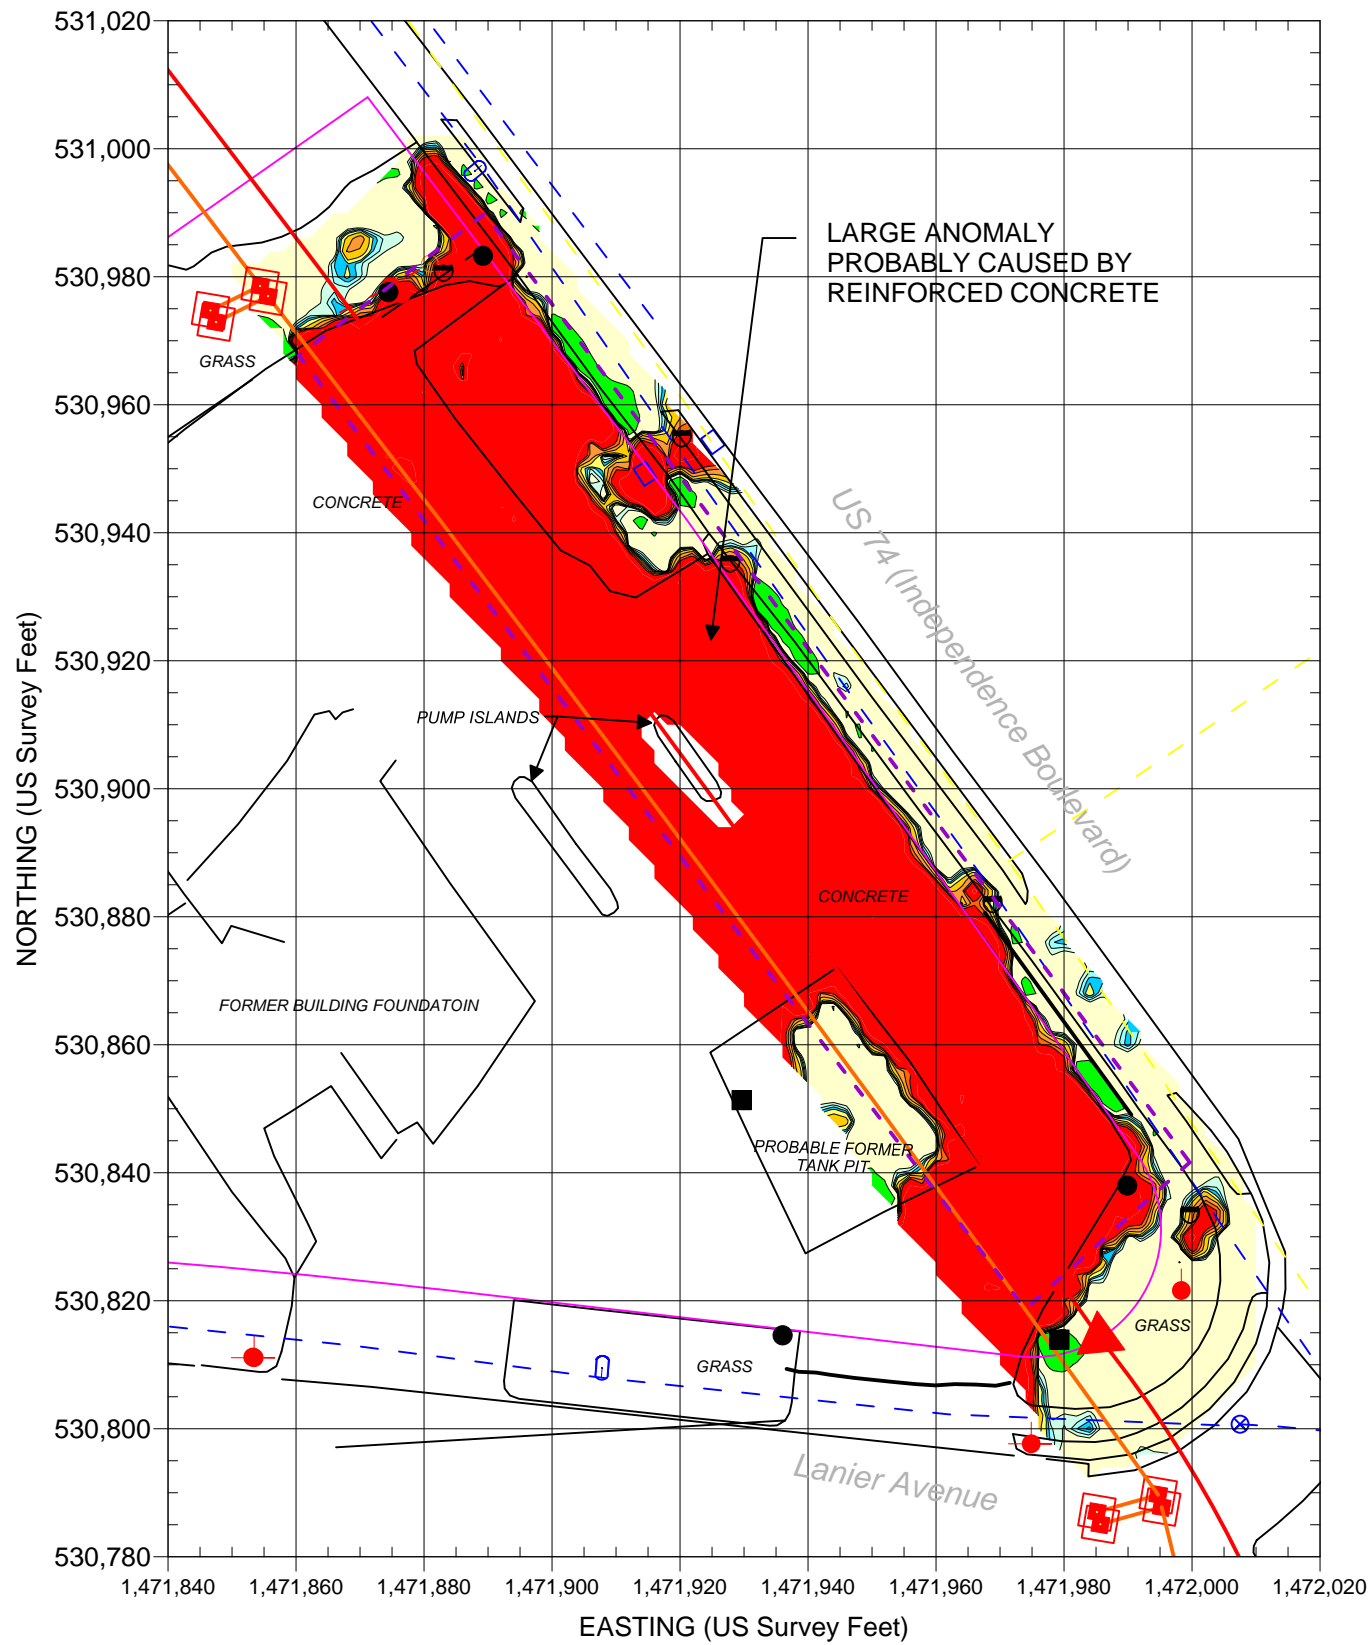 531,020
531,000
530,980
530,960
530,940
530,920
530,900
530,880
530,860
530,840
530,820
530,800
530,780
NORTHING (US Survey Feet)
LARGE ANOMALY
PROBABLY CAUSED BY
REINFORCED CONCRETE
GRASS
CONCRETE
US 74 (Independence Boulevard)
PUMP ISLANDS
CONCRETE
FORMER BUILDING FOUNDATOIN
PROBABLE FORMER
TANK PIT
GRASS
GRASS
Lanier Avenue
1,471,840
1,471,860
1,471,880
1,471,900
1,471,920
1,471,940
1,471,960
1,471,980
1,472,000
1,472,020
EASTING (US Survey Feet)